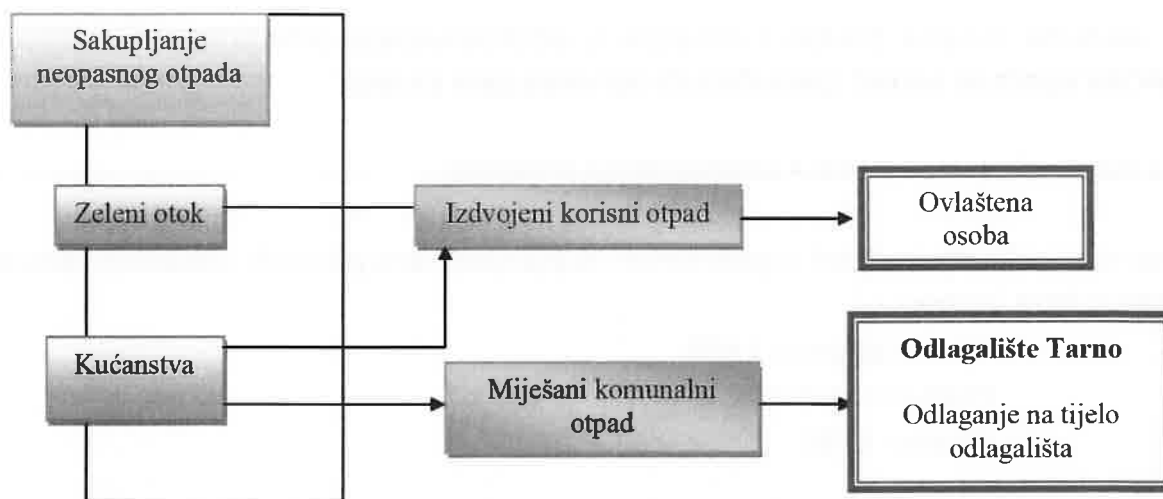 Sakupljanje
neopasnog otpada
Zeleni otok
Izdvojeni korisni otpad
Ovlaštena
osoba
Kućanstva
Miješani komunalni
otpad
Odlagalište Tarno
Odlaganje na tijelo
odlagališta